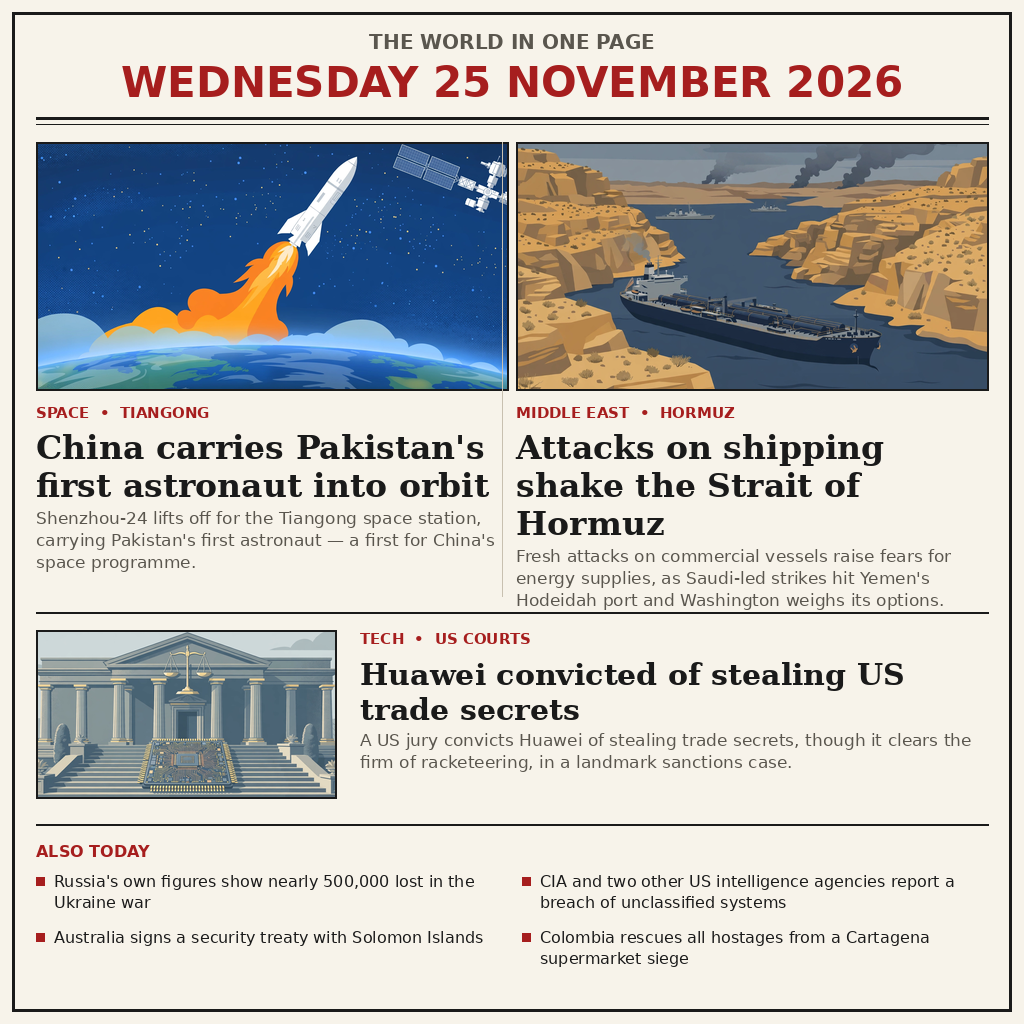 THE WORLD IN ONE PAGE
WEDNESDAY 25 NOVEMBER 2026
SPACE • TIANGONG
China carries Pakistan's
first astronaut into orbit
Shenzhou-24 lifts off for the Tiangong space station,
carrying Pakistan's first astronaut — a first for China's
space programme.
MIDDLE EAST • HORMUZ
Attacks on shipping
shake the Strait of
Hormuz
Fresh attacks on commercial vessels raise fears for
energy supplies, as Saudi-led strikes hit Yemen's
Hodeidah port and Washington weighs its options.
TECH • US COURTS
Huawei convicted of stealing US
trade secrets
A US jury convicts Huawei of stealing trade secrets, though it clears the
firm of racketeering, in a landmark sanctions case.
ALSO TODAY
Russia's own figures show nearly 500,000 lost in the
Ukraine war
Australia signs a security treaty with Solomon Islands
CIA and two other US intelligence agencies report a
breach of unclassified systems
Colombia rescues all hostages from a Cartagena
supermarket siege